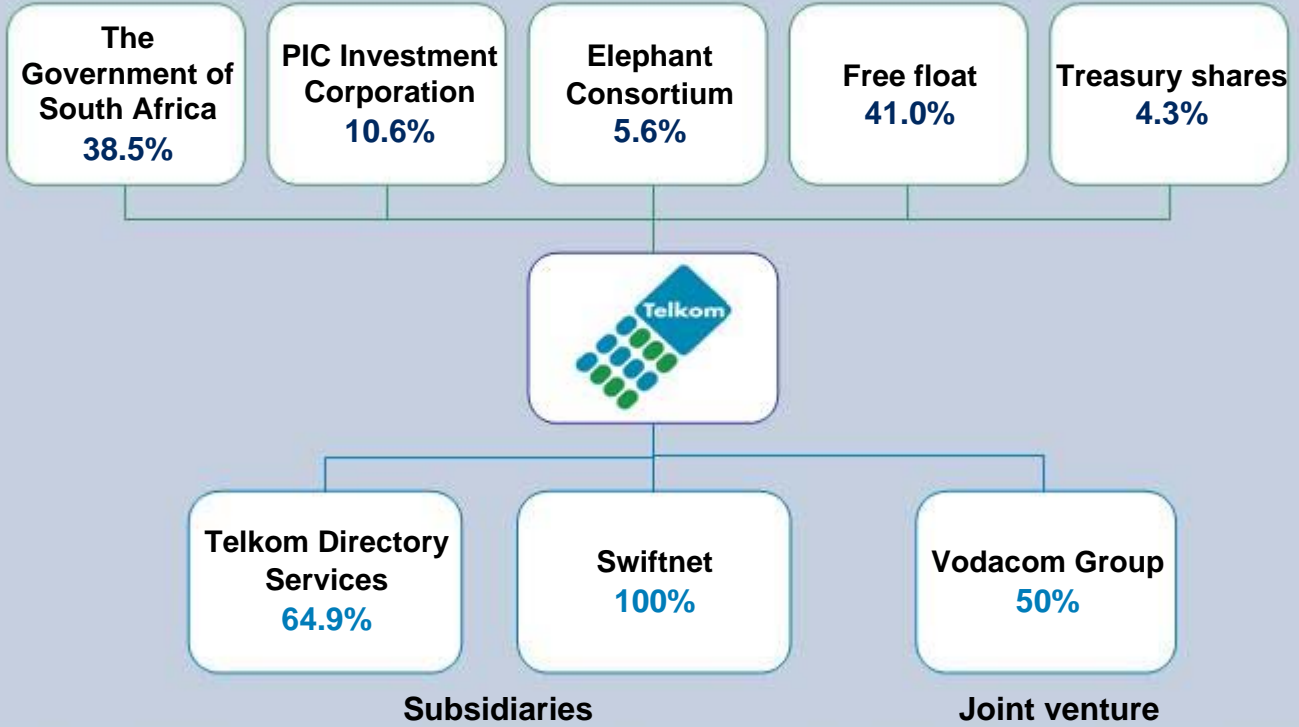 The
Government of
South Africa
38.5%
PIC Investment
Corporation
10.6%
Elephant
Consortium
5.6%
Free float
41.0%
Treasury shares
4.3%
Telkom
Telkom Directory
Services
64.9%
Swiftnet
100%
Vodacom Group
50%
Subsidiaries
Joint venture